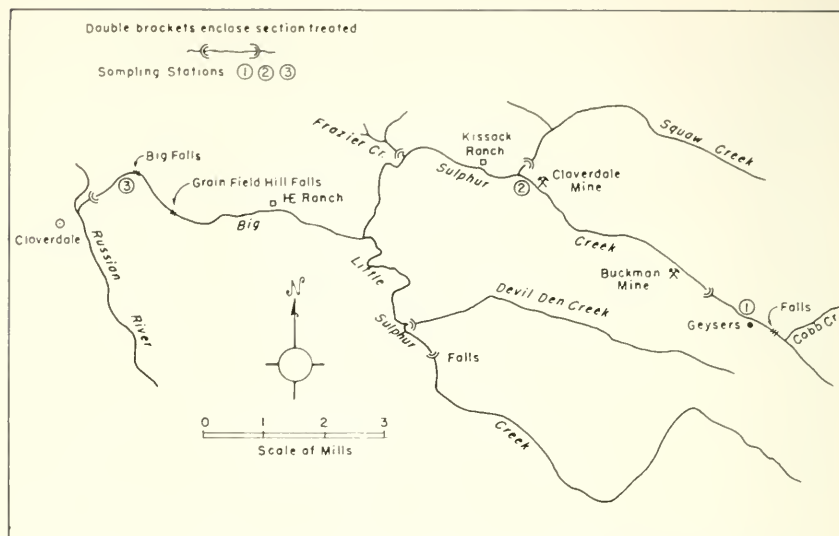 Double brackets enclose section treated
Sampling Stations ① ② ③
Frazier Cr.
Kissack
Ranch
Squaw Creek
Big Falls
Sulphur
②
Cloverdale
Mine
③
Grain Field Hill Falls
HE Ranch
Big
Cloverdale
Creek
Russian
River
Little
Buckman
Mine
Devil Den Creek
①
Falls
Geysers
Cobb Cr.
N
Sulphur
Falls
0 1 2 3
Scale of Mills
Creek